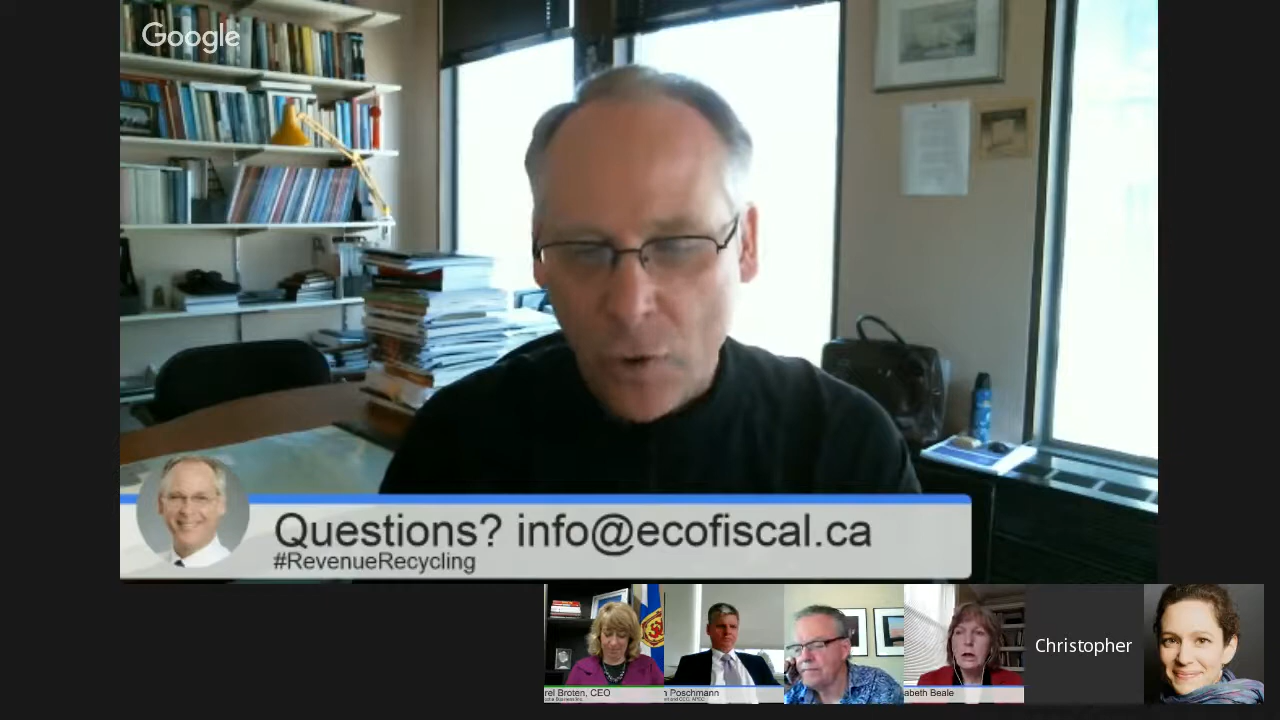 Google
Questions? info@ecofiscal.ca
#RevenueRecycling
Christopher
rel Broten, CEO
n Poschmann
abeth Beale